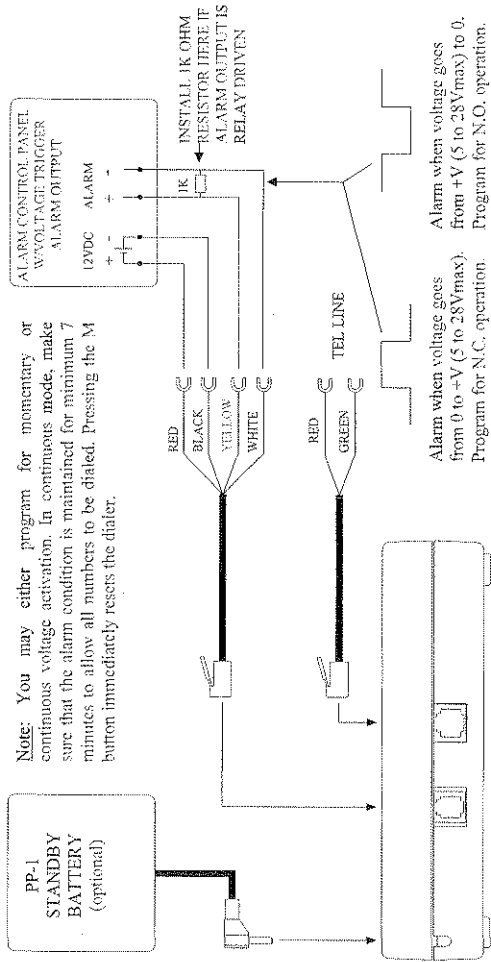 PP-1
STANDBY
BATTERY
(optional)
Note: You may either program for momentary or
continuous voltage activation. In continuous mode, make
sure that the alarm condition is maintained for minimum 7
minutes to allow all numbers to be dialed. Pressing the M
button immediately resets the dialer.
ALARM CONTROL PANEL
W/VOLTAGE TRIGGER
ALARM OUTPUT
12VDC ALARM
+ - + -
1K
INSTALL 1K OHM
RESISTOR HERE IF
ALARM OUTPUT IS
RELAY DRIVEN
RED
BLACK
YELLOW
WHITE
RED
GREEN
TEL LINE
Alarm when voltage goes
from 0 to +V (5 to 28Vmax).
Program for N.C. operation.
Alarm when voltage goes
from +V (5 to 28Vmax) to 0.
Program for N.O. operation.